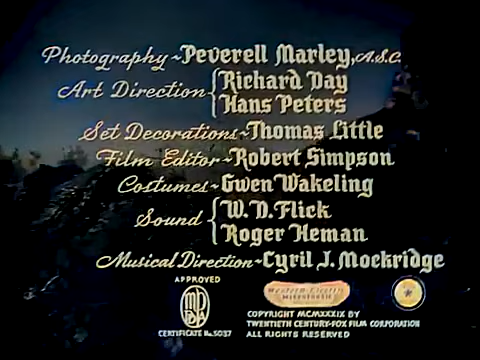 Photography ~ Peverell Marley, A.S.C.
Art Direction { Richard Day
Hans Peters
Set Decorations ~ Thomas Little
Film Editor ~ Robert Simpson
Costumes ~ Gwen Wakeling
Sound { W. D. Flick
Roger Heman
Musical Direction ~ Cyril J. Mockridge
APPROVED
MPPDA
CERTIFICATE No. 5037
Western Electric
MIRROPHONIC
COPYRIGHT MCMXXXIX BY
TWENTIETH CENTURY-FOX FILM CORPORATION
ALL RIGHTS RESERVED